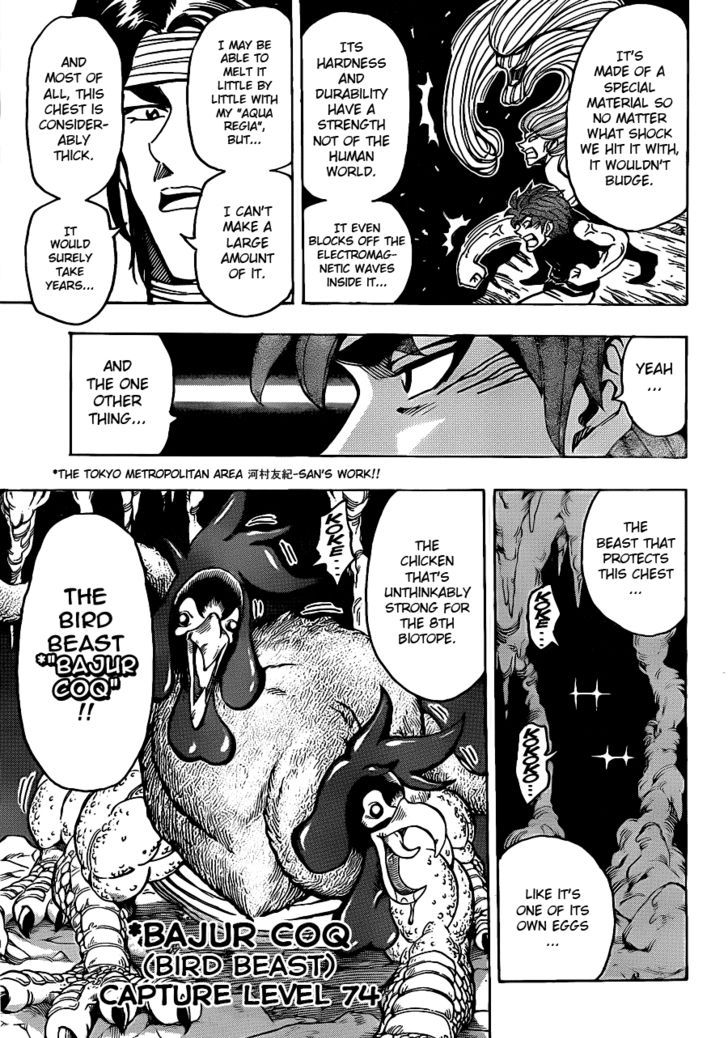 IT'S
MADE OF A
SPECIAL
MATERIAL SO
NO MATTER
WHAT SHOCK
WE HIT IT WITH,
IT WOULDN'T
BUDGE.
ITS
HARDNESS
AND
DURABILITY
HAVE A
STRENGTH
NOT OF THE
HUMAN
WORLD.
IT EVEN
BLOCKS OFF THE
ELECTROMAG-
NETIC WAVES
INSIDE IT...
I MAY BE
ABLE TO
MELT IT
LITTLE BY
LITTLE WITH
MY "AQUA
REGIA",
BUT...
I CAN'T
MAKE A
LARGE
AMOUNT
OF IT.
AND
MOST OF
ALL, THIS
CHEST IS
CONSIDER-
ABLY
THICK.
IT
WOULD
SURELY
TAKE
YEARS...
YEAH
...
AND
THE ONE
OTHER
THING...
*THE TOKYO METROPOLITAN AREA 河村友紀-SAN'S WORK!!
THE
BEAST THAT
PROTECTS
THIS CHEST
...
KOKE...
KOKOKO...
LIKE IT'S
ONE OF ITS
OWN EGGS
...
THE
CHICKEN
THAT'S
UNTHINKABLY
STRONG FOR
THE 8TH
BIOTOPE.
KOKE...
THE
BIRD
BEAST
*"BAJUR
COQ"
!!
*BAJUR COQ
(BIRD BEAST)
CAPTURE LEVEL 74